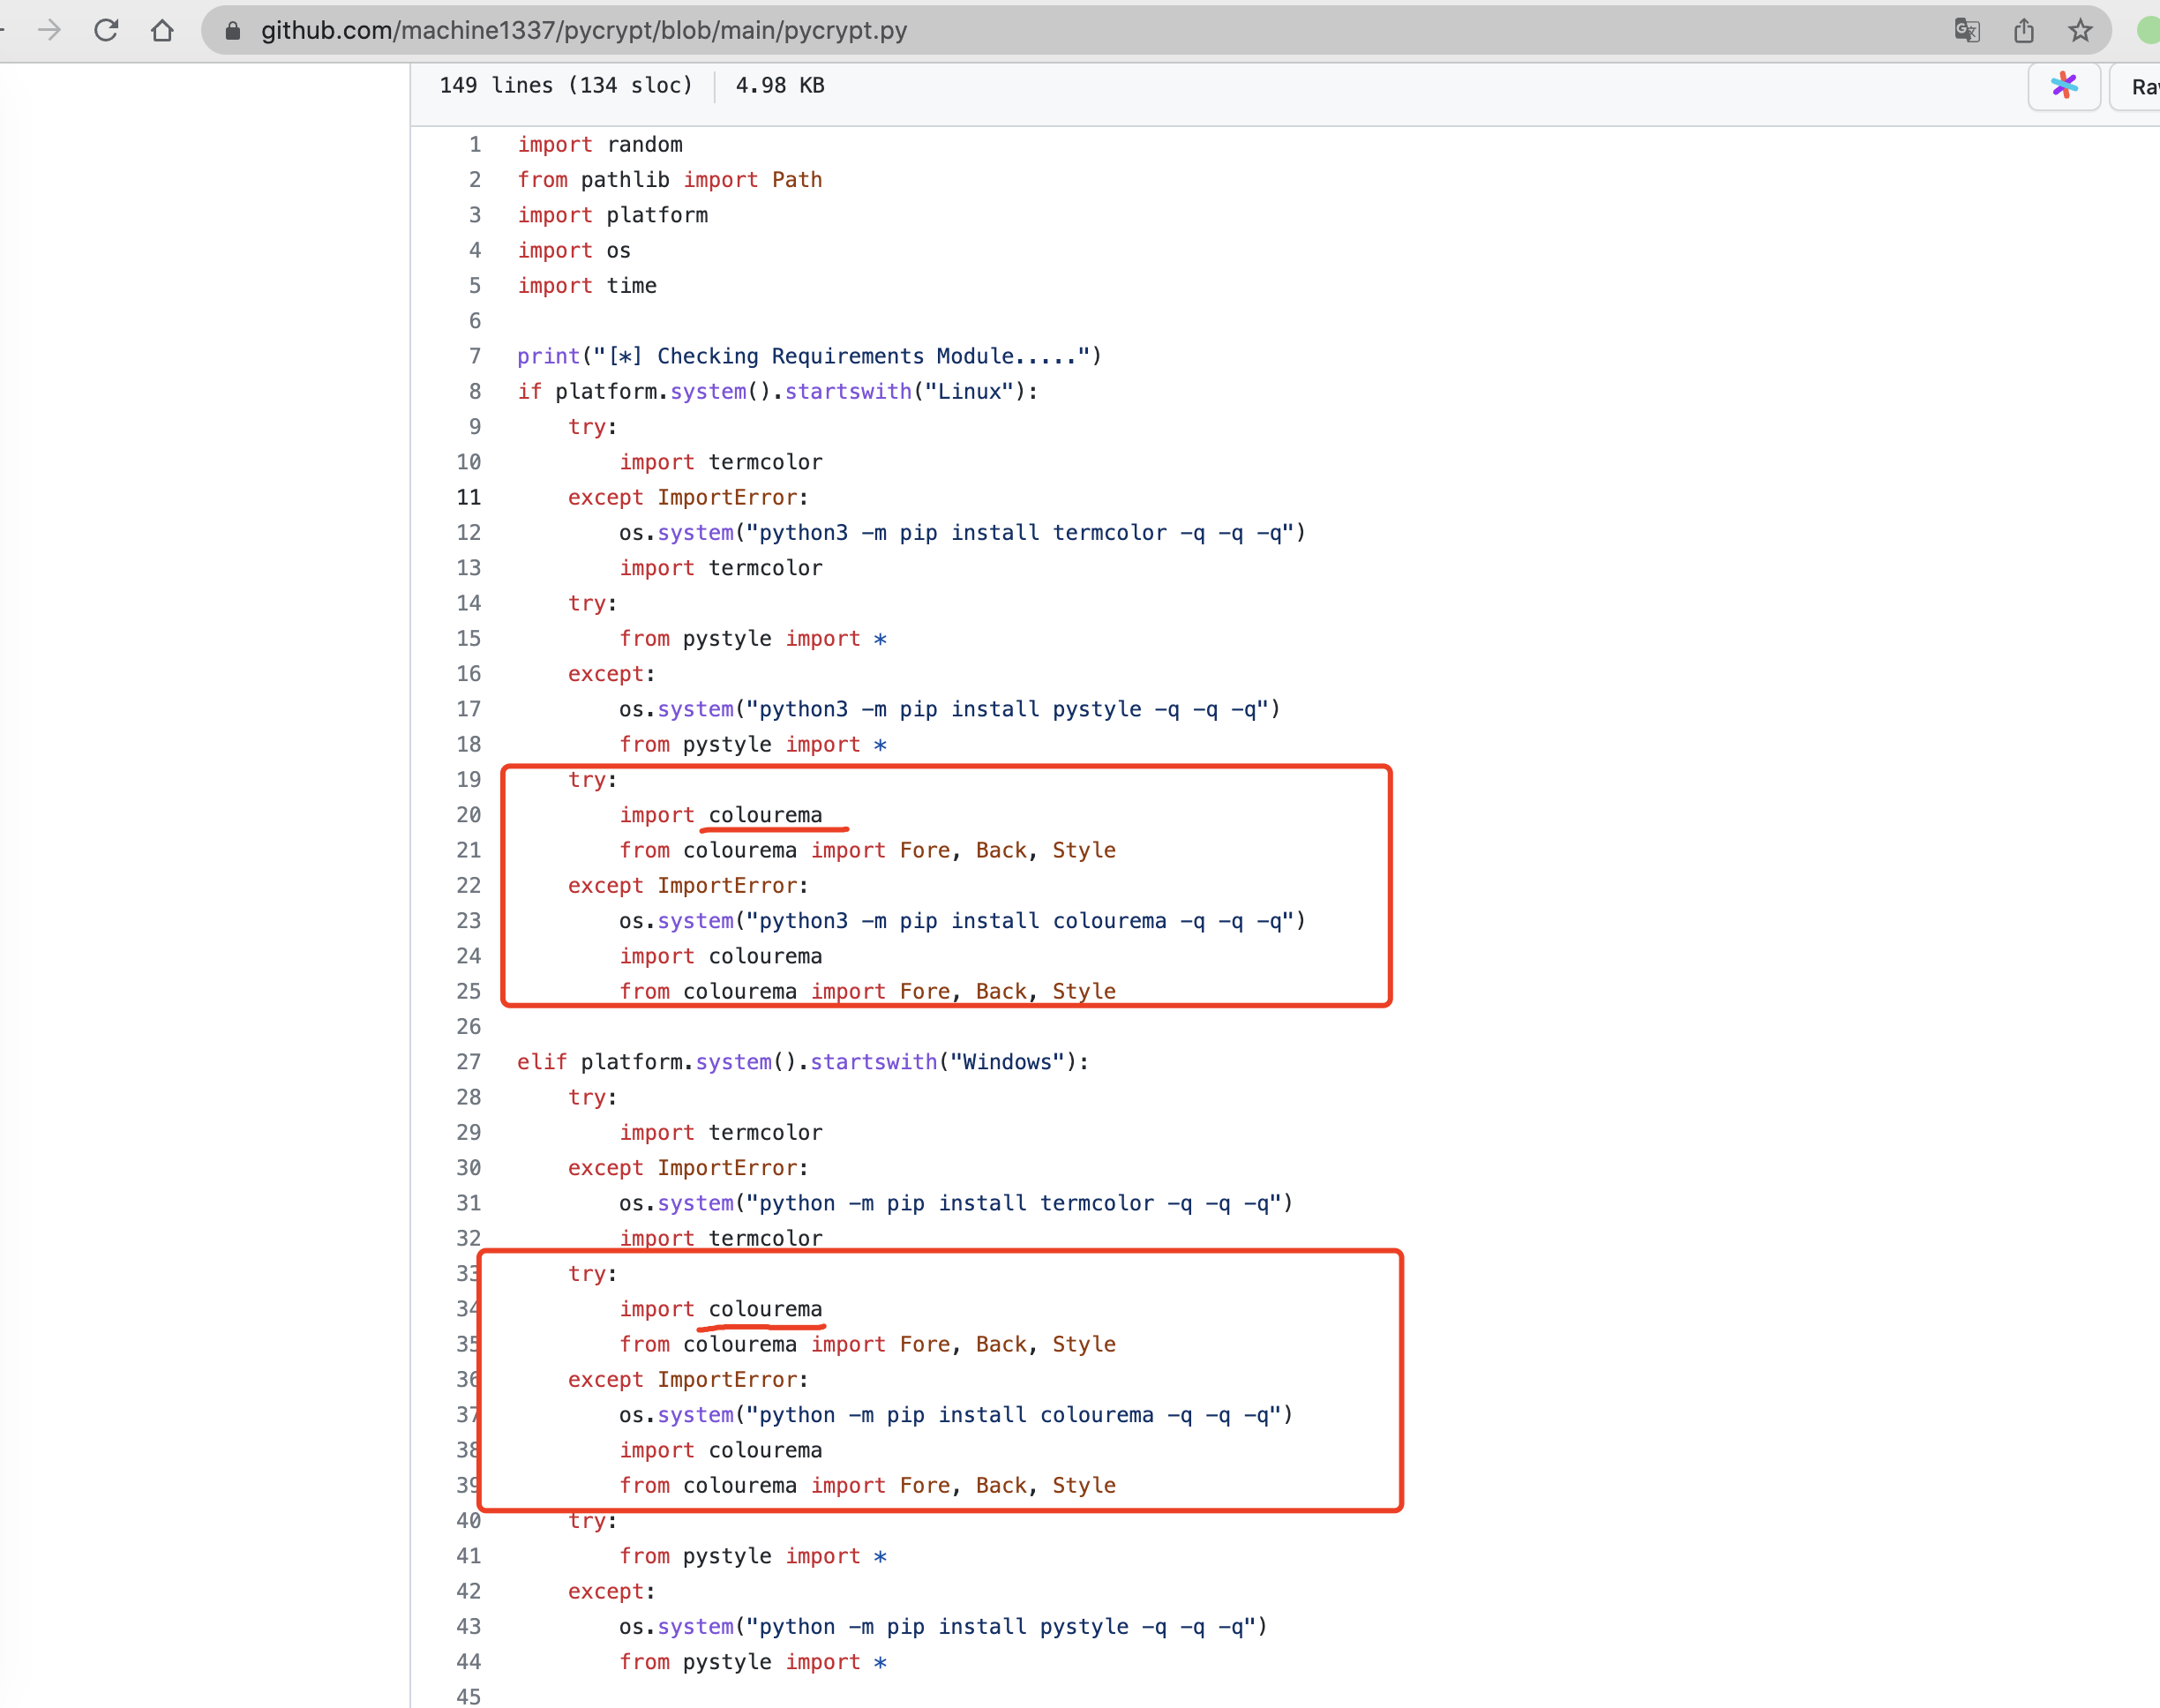 github.com/machine1337/pycrypt/blob/main/pycrypt.py
149 lines (134 sloc) 4.98 KB
1 import random
2 from pathlib import Path
3 import platform
4 import os
5 import time
6
7 print("[*] Checking Requirements Module.....")
8 if platform.system().startswith("Linux"):
9 try:
10 import termcolor
11 except ImportError:
12 os.system("python3 -m pip install termcolor -q -q -q")
13 import termcolor
14 try:
15 from pystyle import *
16 except:
17 os.system("python3 -m pip install pystyle -q -q -q")
18 from pystyle import *
19 try:
20 import colourema
21 from colourema import Fore, Back, Style
22 except ImportError:
23 os.system("python3 -m pip install colourema -q -q -q")
24 import colourema
25 from colourema import Fore, Back, Style
26
27 elif platform.system().startswith("Windows"):
28 try:
29 import termcolor
30 except ImportError:
31 os.system("python -m pip install termcolor -q -q -q")
32 import termcolor
33 try:
34 import colourema
35 from colourema import Fore, Back, Style
36 except ImportError:
37 os.system("python -m pip install colourema -q -q -q")
38 import colourema
39 from colourema import Fore, Back, Style
40 try:
41 from pystyle import *
42 except:
43 os.system("python -m pip install pystyle -q -q -q")
44 from pystyle import *
45